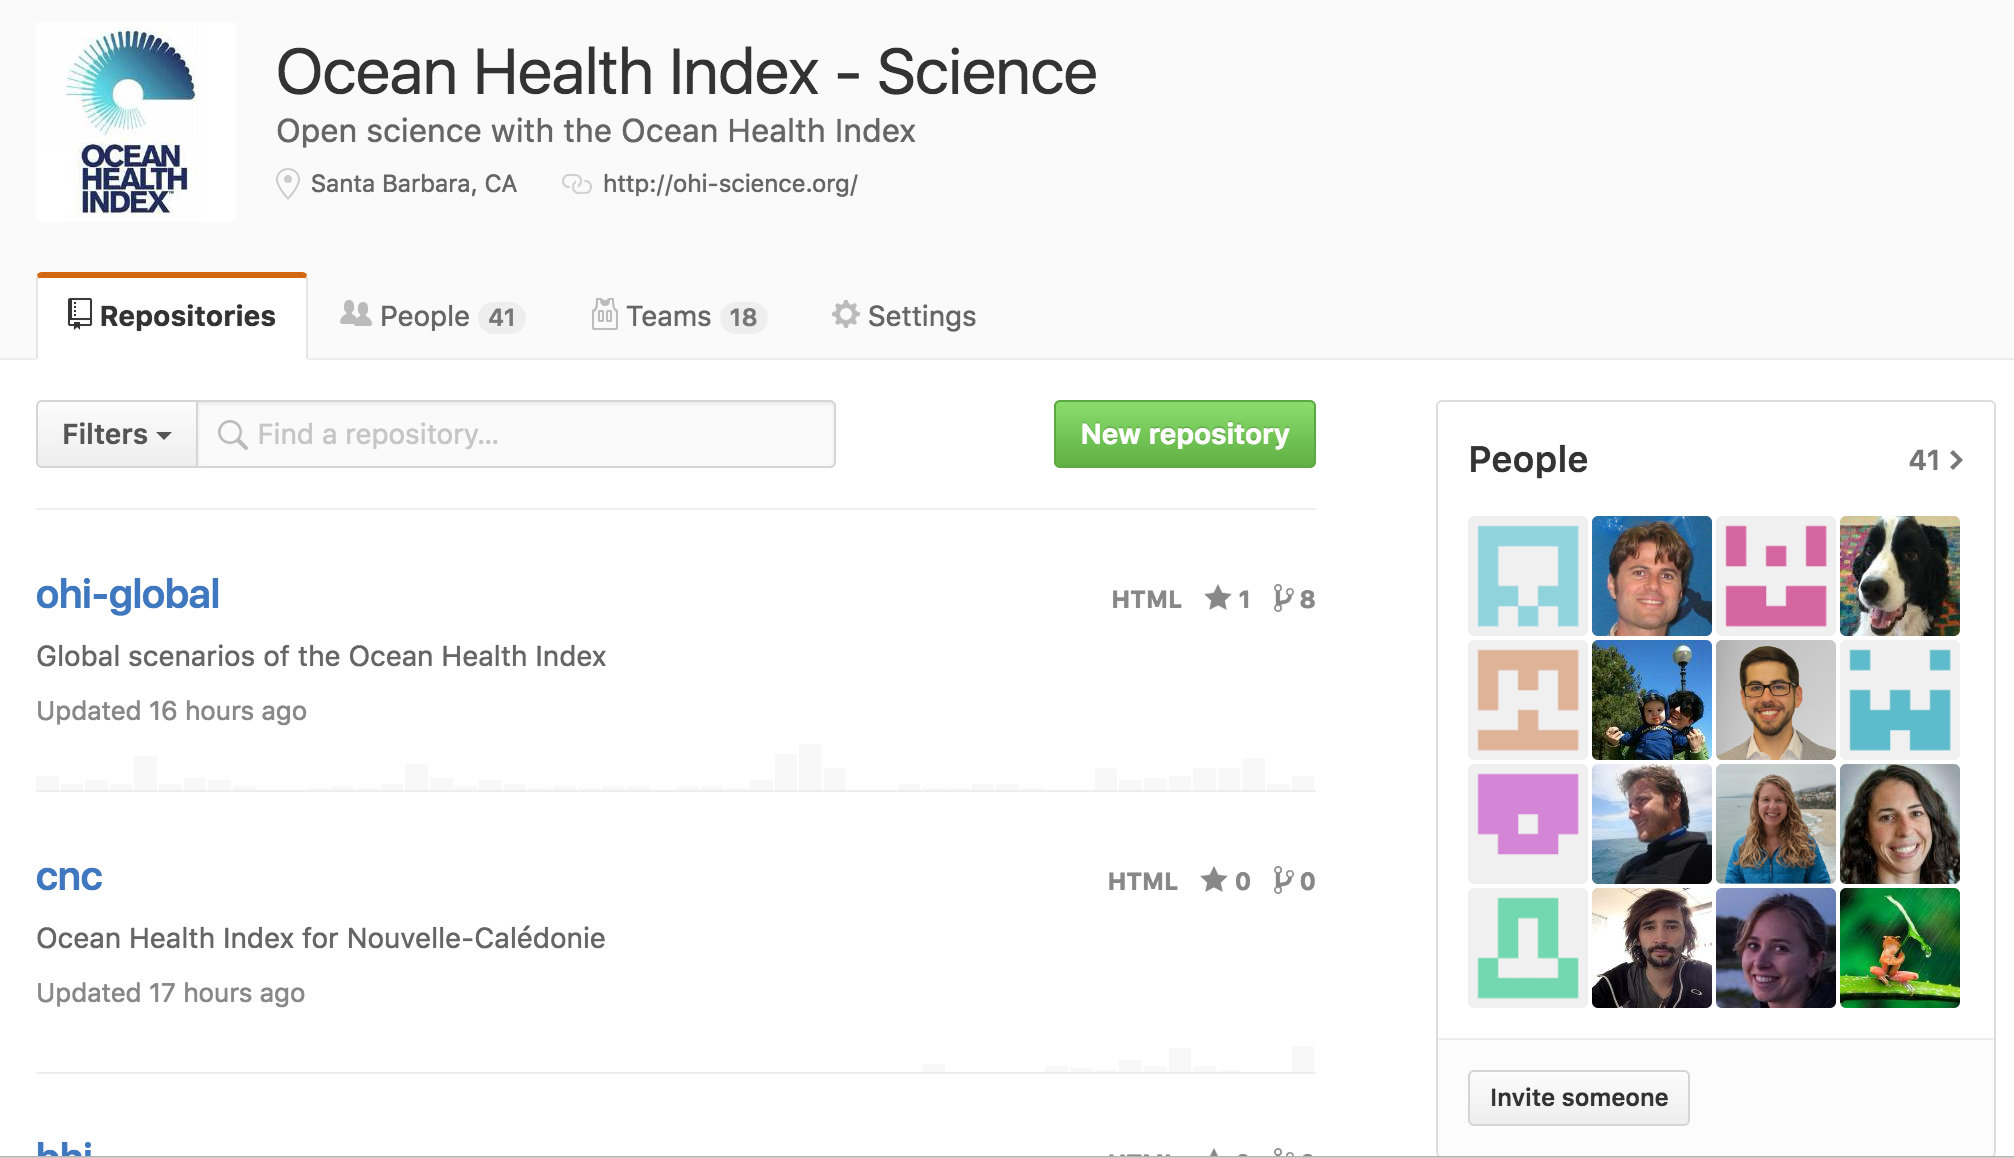 OCEAN
HEALTH
INDEX™
Ocean Health Index - Science
Open science with the Ocean Health Index
Santa Barbara, CA http://ohi-science.org/
Repositories People 41 Teams 18 Settings
Filters Find a repository... New repository
People 41
ohi-global HTML 1 8
Global scenarios of the Ocean Health Index
Updated 16 hours ago
cnc HTML 0 0
Ocean Health Index for Nouvelle-Calédonie
Updated 17 hours ago
Invite someone